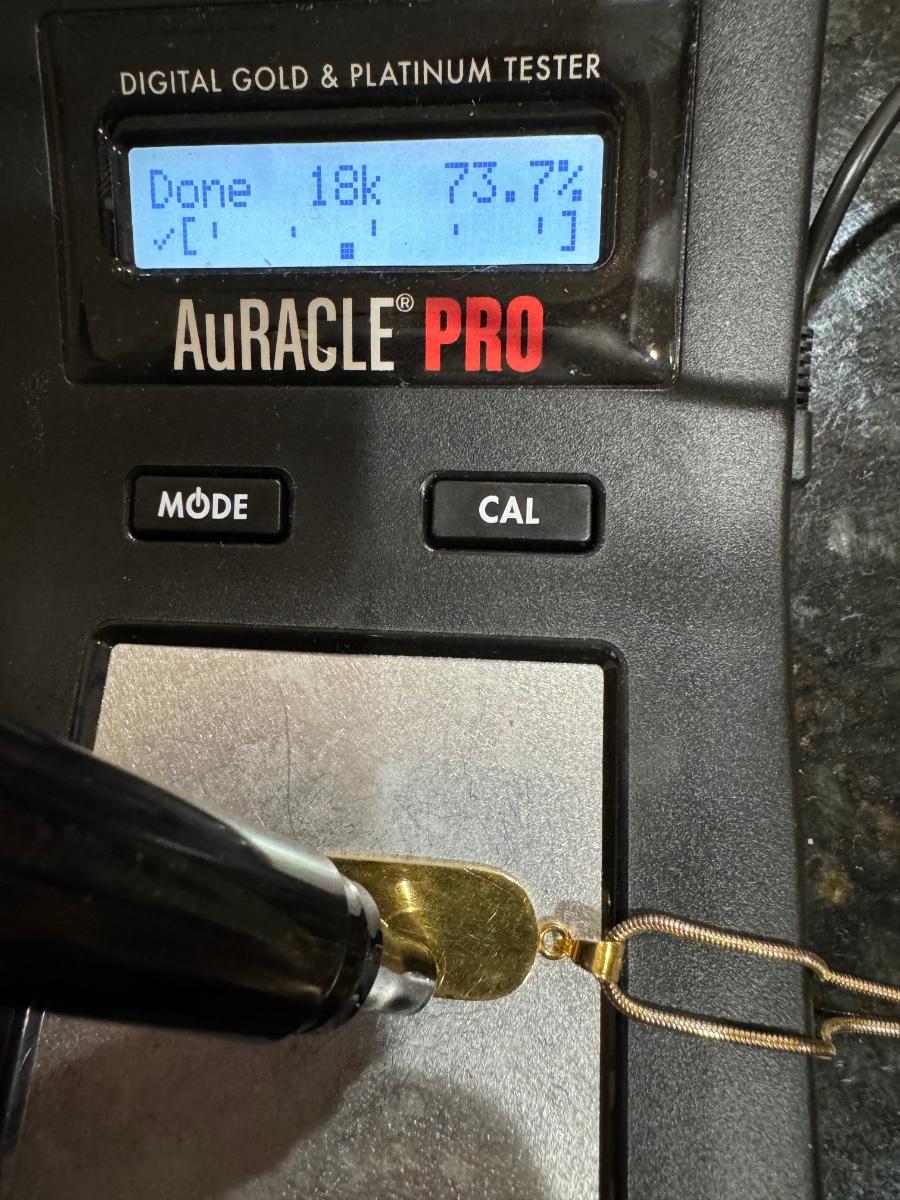 DIGITAL GOLD & PLATINUM TESTER
Done 18k 73.7%
AuRACLE® PRO
MODE
CAL